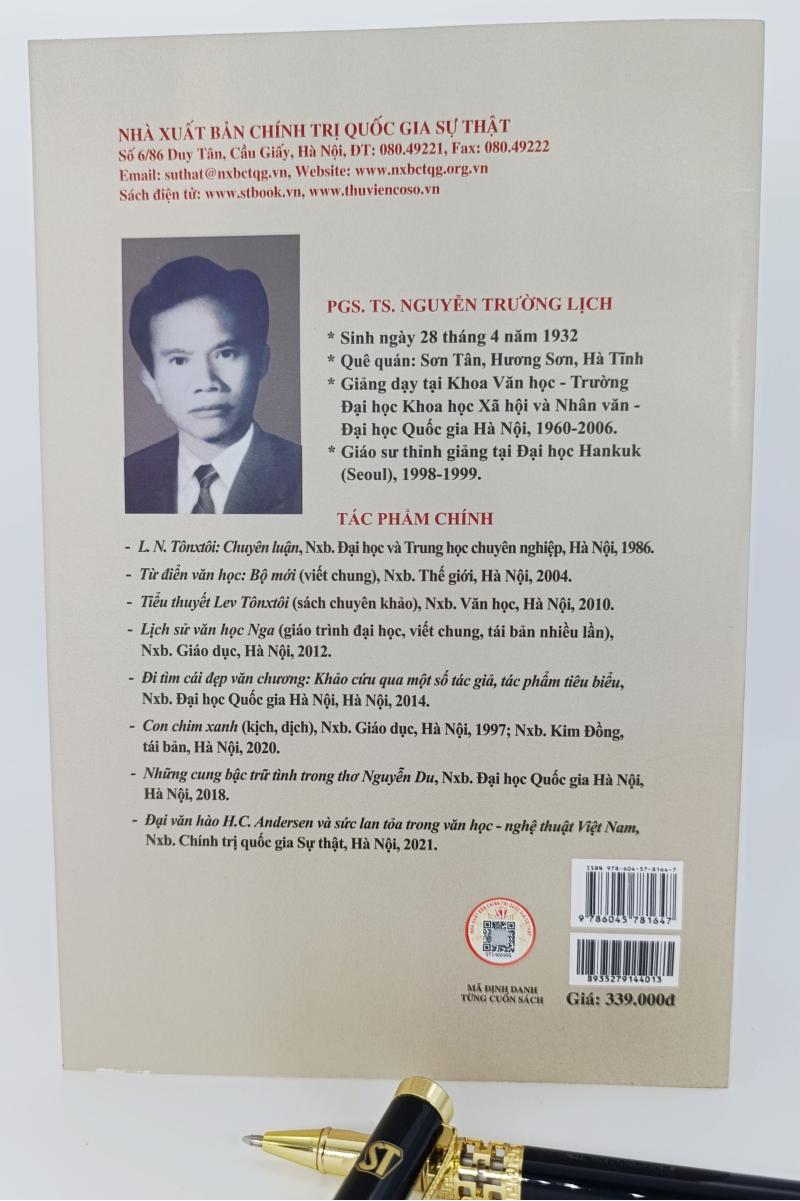 NHÀ XUẤT BẢN CHÍNH TRỊ QUỐC GIA SỰ THẬT
Số 6/86 Duy Tân, Cầu Giấy, Hà Nội, ĐT: 080.49221, Fax: 080.49222
Email: suthat@nxbctqg.vn, Website: www.nxbctqg.org.vn
Sách điện tử: www.stbook.vn, www.thuviencoso.vn
PGS. TS. NGUYỄN TRƯỜNG LỊCH
* Sinh ngày 28 tháng 4 năm 1932
* Quê quán: Sơn Tân, Hương Sơn, Hà Tĩnh
* Giảng dạy tại Khoa Văn học - Trường
Đại học Khoa học Xã hội và Nhân văn -
Đại học Quốc gia Hà Nội, 1960-2006.
* Giáo sư thỉnh giảng tại Đại học Hankuk
(Seoul), 1998-1999.
TÁC PHẨM CHÍNH
- L. N. Tônxtôi: Chuyên luận, Nxb. Đại học và Trung học chuyên nghiệp, Hà Nội, 1986.
- Từ điển văn học: Bộ mới (viết chung), Nxb. Thế giới, Hà Nội, 2004.
- Tiểu thuyết Lev Tônxtôi (sách chuyên khảo), Nxb. Văn học, Hà Nội, 2010.
- Lịch sử văn học Nga (giáo trình đại học, viết chung, tái bản nhiều lần),
Nxb. Giáo dục, Hà Nội, 2012.
- Đi tìm cái đẹp văn chương: Khảo cứu qua một số tác giả, tác phẩm tiêu biểu,
Nxb. Đại học Quốc gia Hà Nội, Hà Nội, 2014.
- Con chim xanh (kịch, dịch), Nxb. Giáo dục, Hà Nội, 1997; Nxb. Kim Đồng,
tái bản, Hà Nội, 2020.
- Những cung bậc trữ tình trong thơ Nguyễn Du, Nxb. Đại học Quốc gia Hà Nội,
Hà Nội, 2018.
- Đại văn hào H.C. Andersen và sức lan tỏa trong văn học - nghệ thuật Việt Nam,
Nxb. Chính trị quốc gia Sự thật, Hà Nội, 2021.
ISBN 978-604-57-8164-7
9 786045 781647
8935279144013
MÃ ĐỊNH DANH
TỪNG CUỐN SÁCH
Giá: 339.000đ
ST